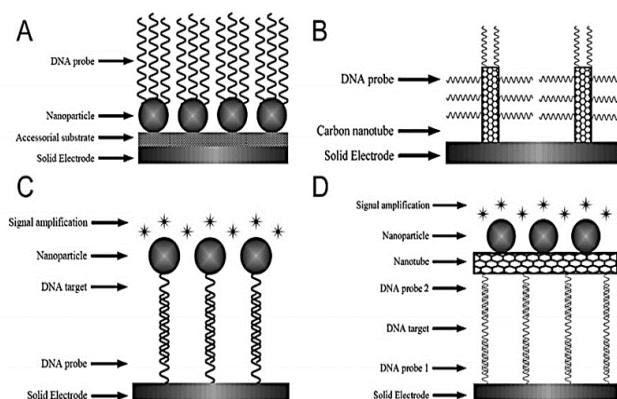 A
DNA probe
Nanoparticle
Accessorial substrate
Solid Electrode
B
DNA probe
Carbon nanotube
Solid Electrode
C
Signal amplification
Nanoparticle
DNA target
DNA probe
Solid Electrode
D
Signal amplification
Nanoparticle
Nanotube
DNA probe 2
DNA target
DNA probe 1
Solid Electrode